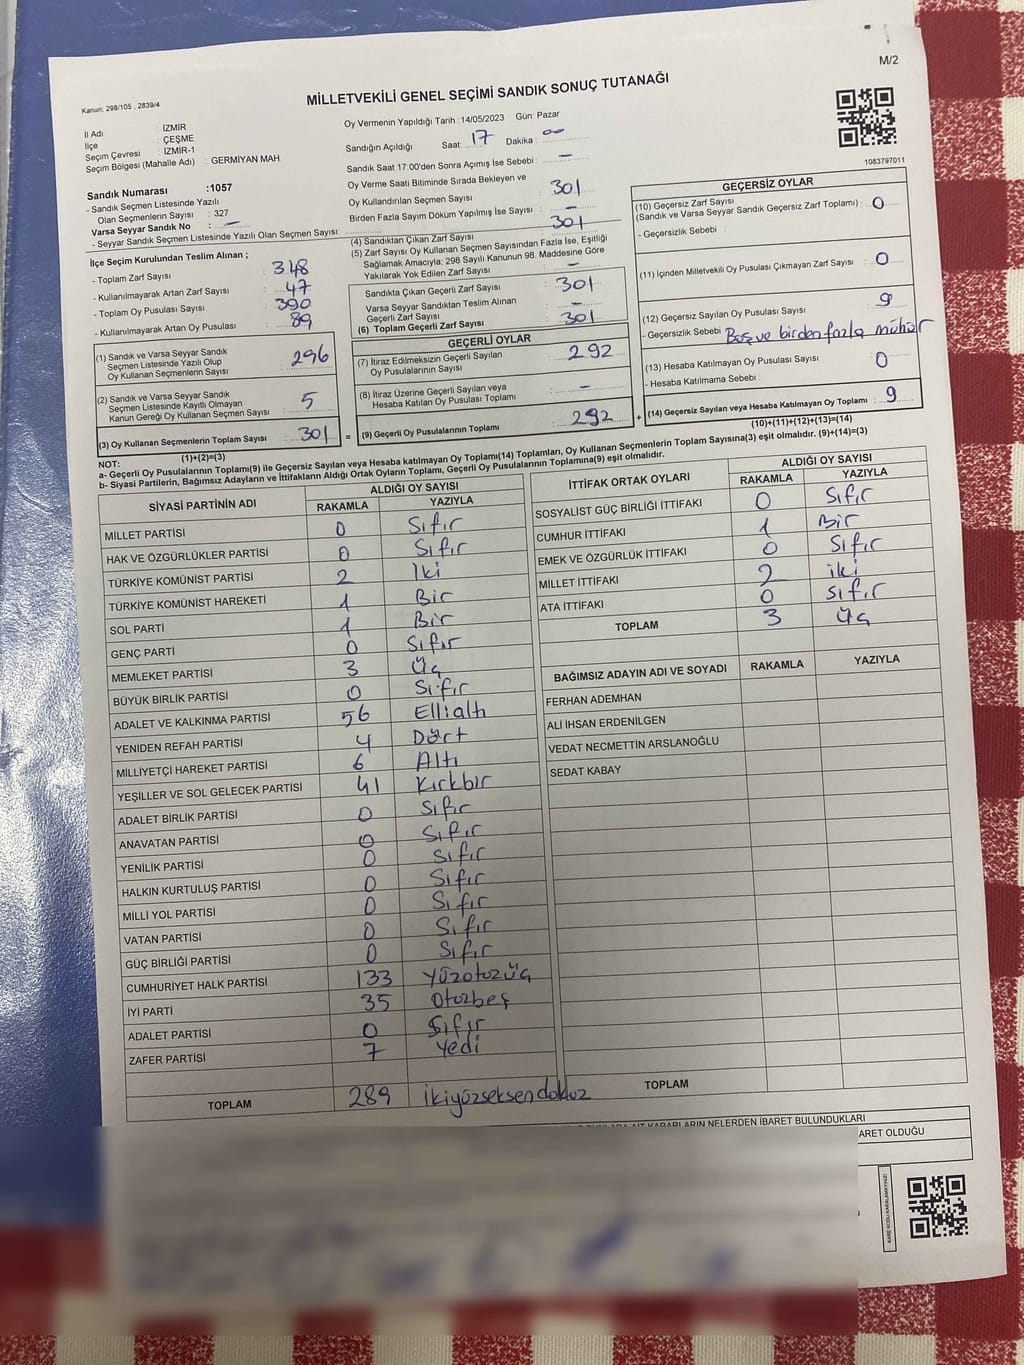 M/2
Kanun: 298/105 , 2839/4
MİLLETVEKİLİ GENEL SEÇİMİ SANDIK SONUÇ TUTANAĞI
İl Adı : İZMİR
İlçe : ÇEŞME
Seçim Çevresi : İZMİR-1
Seçim Bölgesi (Mahalle Adı) : GERMİYAN MAH
Sandık Numarası :1057
- Sandık Seçmen Listesinde Yazılı
Olan Seçmenlerin Sayısı : 327
Varsa Seyyar Sandık No : –
- Seyyar Sandık Seçmen Listesinde Yazılı Olan Seçmen Sayısı:
Oy Vermenin Yapıldığı Tarih : 14/05/2023 Gün: Pazar
Sandığın Açıldığı Saat : 17 Dakika : 00
Sandık Saat 17.00'den Sonra Açımış İse Sebebi : –
Oy Verme Saati Bitiminde Sırada Bekleyen ve
Oy Kullandırılan Seçmen Sayısı : 301
Birden Fazla Sayım Döküm Yapılmış İse Sayısı : –
(4) Sandıktan Çıkan Zarf Sayısı : 301
(5) Zarf Sayısı Oy Kullanan Seçmen Sayısından Fazla İse, Eşitliği
Sağlamak Amacıyla; 298 Sayılı Kanunun 98. Maddesine Göre
Yakılarak Yok Edilen Zarf Sayısı : –
İlçe Seçim Kurulundan Teslim Alınan ;
- Toplam Zarf Sayısı : 348
- Kullanılmayarak Artan Zarf Sayısı : 47
- Toplam Oy Pusulası Sayısı : 390
- Kullanılmayarak Artan Oy Pusulası : 89
Sandıkta Çıkan Geçerli Zarf Sayısı : 301
Varsa Seyyar Sandıktan Teslim Alınan
Geçerli Zarf Sayısı : –
(6) Toplam Geçerli Zarf Sayısı : 301
(1) Sandık ve Varsa Seyyar Sandık
Seçmen Listesinde Yazılı Olup
Oy Kullanan Seçmenlerin Sayısı : 296
(2) Sandık ve Varsa Seyyar Sandık
Seçmen Listesinde Kayıtlı Olmayan
Kanun Gereği Oy Kullanan Seçmen Sayısı : 5
(3) Oy Kullanan Seçmenlerin Toplam Sayısı : 301
(1)+(2)=(3)
=
GEÇERLİ OYLAR
(7) İtiraz Edilmeksizin Geçerli Sayılan
Oy Pusulalarının Sayısı : 292
(8) İtiraz Üzerine Geçerli Sayılan veya
Hesaba Katılan Oy Pusulası Toplamı : –
(9) Geçerli Oy Pusulalarının Toplamı : 292
+
1083797011
GEÇERSİZ OYLAR
(10) Geçersiz Zarf Sayısı
(Sandık ve Varsa Seyyar Sandık Geçersiz Zarf Toplamı) : 0
- Geçersizlik Sebebi :
(11) İçinden Milletvekili Oy Pusulası Çıkmayan Zarf Sayısı : 0
(12) Geçersiz Sayılan Oy Pusulası Sayısı : 9
- Geçersizlik Sebebi : Boş ve birden fazla mühür
(13) Hesaba Katılmayan Oy Pusulası Sayısı : 0
- Hesaba Katılmama Sebebi :
(14) Geçersiz Sayılan veya Hesaba Katılmayan Oy Toplamı : 9
(10)+(11)+(12)+(13)=(14)
NOT:
a- Geçerli Oy Pusulalarının Toplamı(9) ile Geçersiz Sayılan veya Hesaba katılmayan Oy Toplamı(14) Toplamları, Oy Kullanan Seçmenlerin Toplam Sayısına(3) eşit olmalıdır. (9)+(14)=(3)
b- Siyasi Partilerin, Bağımsız Adayların ve İttifakların Aldığı Ortak Oyların Toplamı, Geçerli Oy Pusulalarının Toplamına(9) eşit olmalıdır.
SİYASİ PARTİNİN ADI ALDIĞI OY SAYISI
RAKAMLA YAZIYLA
MİLLET PARTİSİ 0 Sıfır
HAK VE ÖZGÜRLÜKLER PARTİSİ 0 Sıfır
TÜRKİYE KOMÜNİST PARTİSİ 2 İki
TÜRKİYE KOMÜNİST HAREKETİ 1 Bir
SOL PARTİ 1 Bir
GENÇ PARTİ 0 Sıfır
MEMLEKET PARTİSİ 3 Üç
BÜYÜK BİRLİK PARTİSİ 0 Sıfır
ADALET VE KALKINMA PARTİSİ 56 Ellialtı
YENİDEN REFAH PARTİSİ 4 Dört
MİLLİYETÇİ HAREKET PARTİSİ 6 Altı
YEŞİLLER VE SOL GELECEK PARTİSİ 41 Kırkbir
ADALET BİRLİK PARTİSİ 0 Sıfır
ANAVATAN PARTİSİ 0 Sıfır
YENİLİK PARTİSİ 0 Sıfır
HALKIN KURTULUŞ PARTİSİ 0 Sıfır
MİLLİ YOL PARTİSİ 0 Sıfır
VATAN PARTİSİ 0 Sıfır
GÜÇ BİRLİĞİ PARTİSİ 0 Sıfır
CUMHURİYET HALK PARTİSİ 133 Yüzotuzüç
İYİ PARTİ 35 Otuzbeş
ADALET PARTİSİ 0 Sıfır
ZAFER PARTİSİ 7 Yedi
TOPLAM 289 ikiyüzseksendokuz
İTTİFAK ORTAK OYLARI ALDIĞI OY SAYISI
RAKAMLA YAZIYLA
SOSYALİST GÜÇ BİRLİĞİ İTTİFAKI 0 Sıfır
CUMHUR İTTİFAKI 1 Bir
EMEK VE ÖZGÜRLÜK İTTİFAKI 0 Sıfır
MİLLET İTTİFAKI 2 iki
ATA İTTİFAKI 0 sıfır
TOPLAM 3 Üç
BAĞIMSIZ ADAYIN ADI VE SOYADI RAKAMLA YAZIYLA
FERHAN ADEMHAN
ALİ İHSAN ERDENİLGEN
VEDAT NECMETTİN ARSLANOĞLU
SEDAT KABAY
TOPLAM
KARARLARIN NELERDEN İBARET BULUNDUKLARI
ARET OLDUĞU